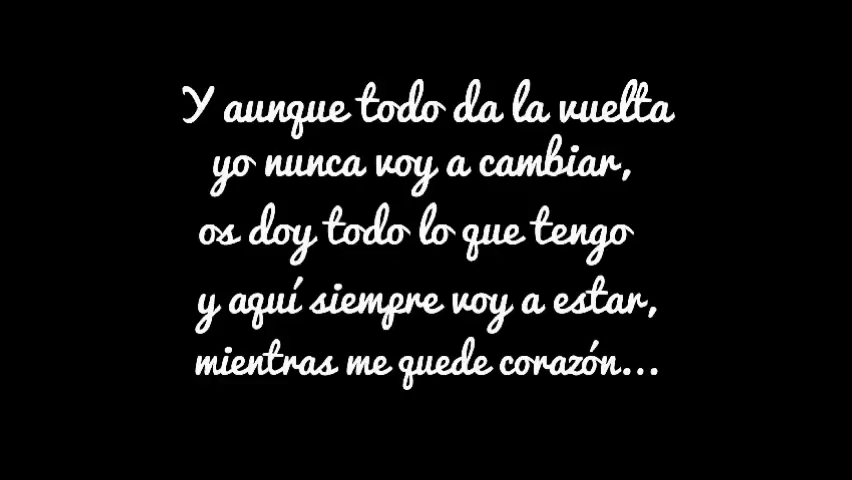 Y aunque todo da la vuelta
yo nunca voy a cambiar,
os doy todo lo que tengo
y aquí siempre voy a estar,
mientras me quede corazón...